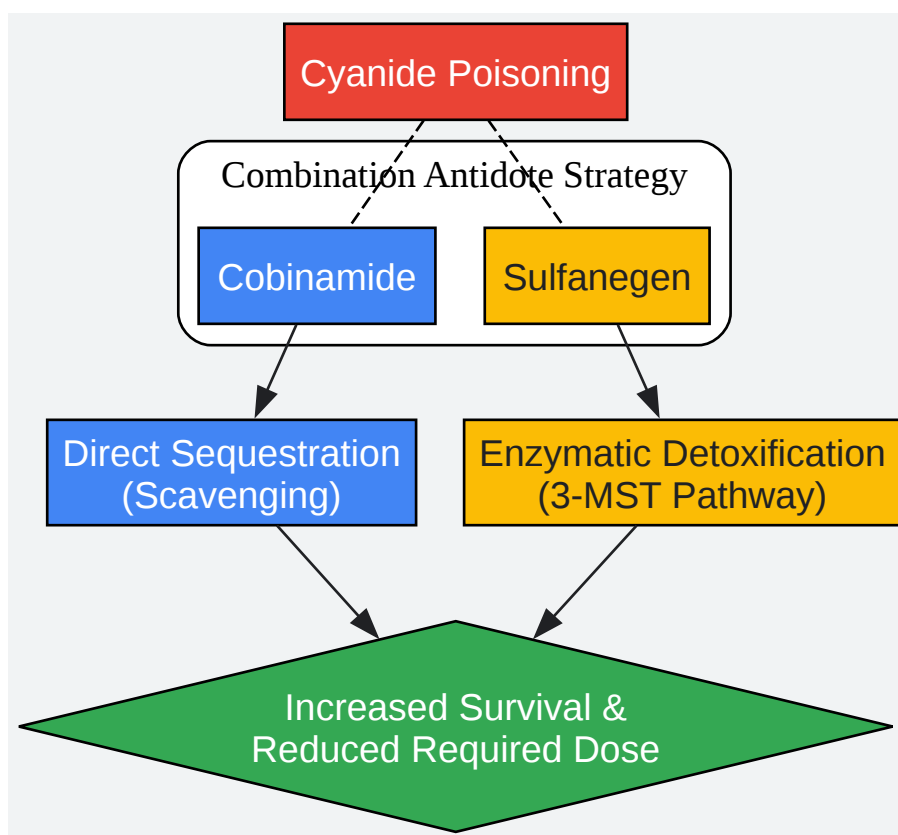 Cyanide Poisoning
Combination Antidote Strategy
Cobinamide
Sulfanegen
Direct Sequestration
(Scavenging)
Enzymatic Detoxification
(3-MST Pathway)
Increased Survival &
Reduced Required Dose